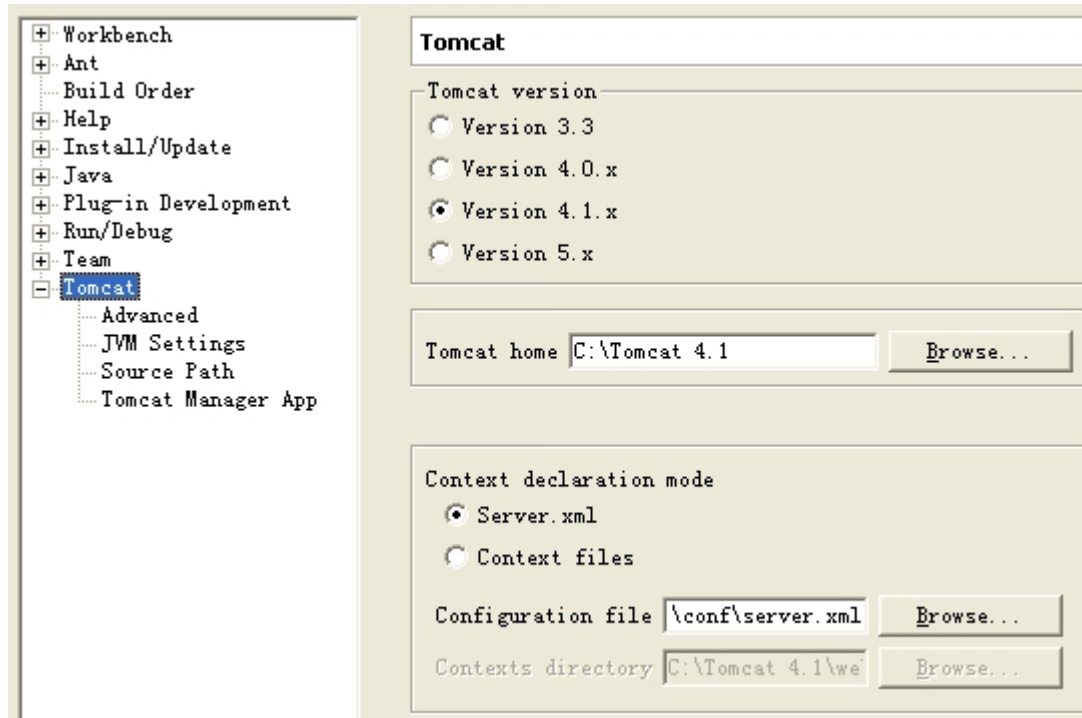 Workbench
Ant
Build Order
Help
Install/Update
Java
Plug-in Development
Run/Debug
Team
Tomcat
Advanced
JVM Settings
Source Path
Tomcat Manager App
Tomcat
Tomcat version
Version 3.3
Version 4.0.x
Version 4.1.x
Version 5.x
Tomcat home C:\Tomcat 4.1 Browse...
Context declaration mode
Server.xml
Context files
Configuration file \conf\server.xml Browse...
Contexts directory C:\Tomcat 4.1\we Browse...